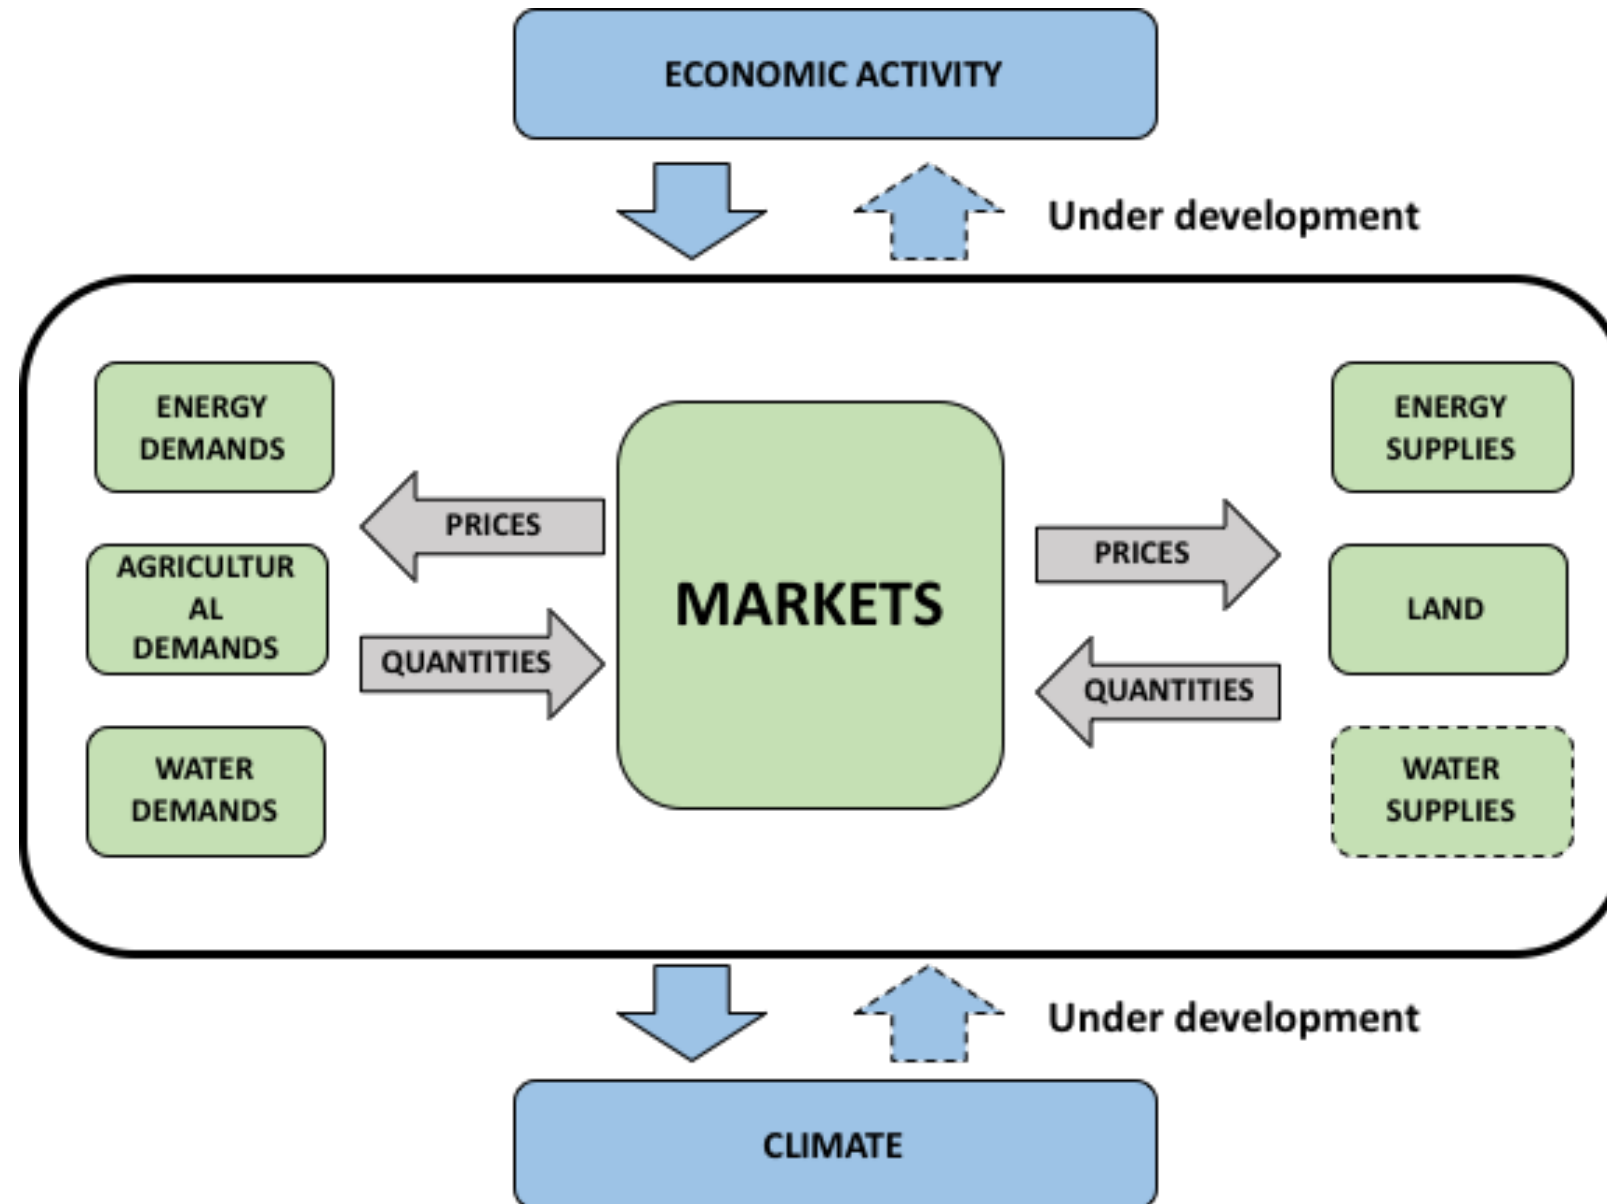 ECONOMIC ACTIVITY
Under development
ENERGY
DEMANDS
AGRICULTUR
AL
DEMANDS
WATER
DEMANDS
PRICES
QUANTITIES
MARKETS
PRICES
QUANTITIES
ENERGY
SUPPLIES
LAND
WATER
SUPPLIES
Under development
CLIMATE